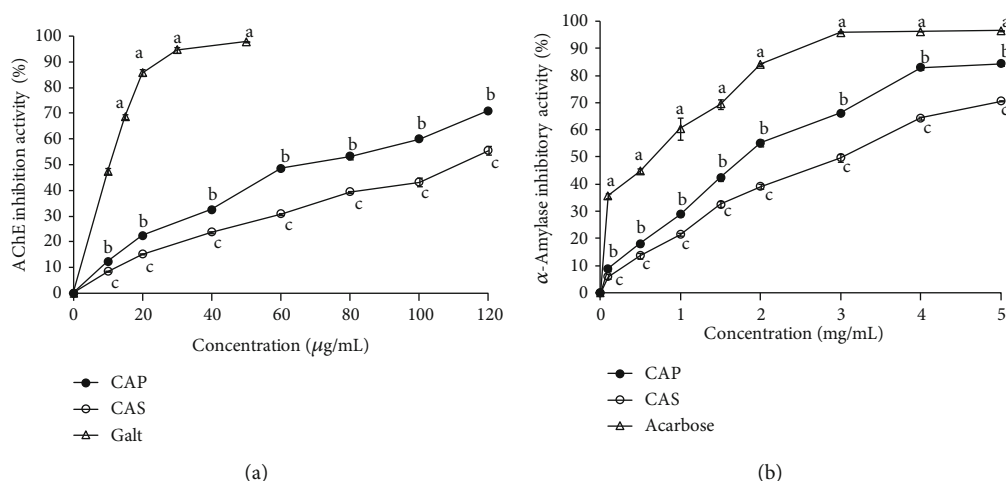 AChE inhibition activity (%)
100
90
80
70
60
50
40
30
20
10
0
a
a
a
a
b
b
b
b
b
b
b
c
c
c
c
c
c
c
0
20
40
60
80
100
120
Concentration (μg/mL)
CAP
CAS
Galt
(a)
α-Amylase inhibitory activity (%)
100
90
80
70
60
50
40
30
20
10
0
a
a
a
a
a
a
a
a
b
b
b
b
b
b
b
b
c
c
c
c
c
c
c
c
0
1
2
3
4
5
Concentration (mg/mL)
CAP
CAS
Acarbose
(b)